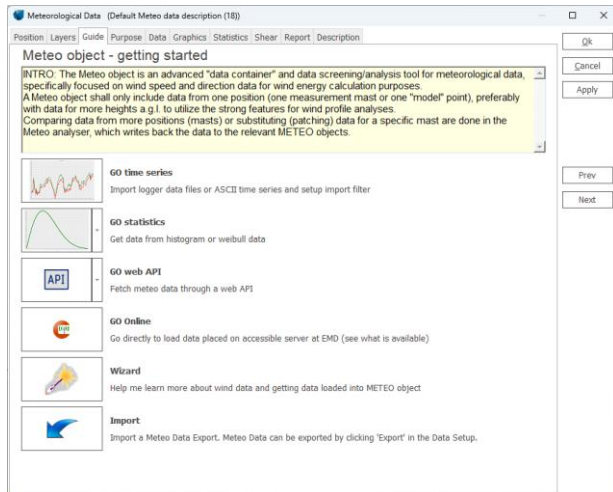 Meteorological Data (Default Meteo data description (18))
Position Layers Guide Purpose Data Graphics Statistics Shear Report Description
Ok
Meteo object - getting started
Cancel
INTRO: The Meteo object is an advanced "data container" and data screening/analysis tool for meteorological data,
specifically focused on wind speed and direction data for wind energy calculation purposes.
Apply
A Meteo object shall only include data from one position (one measurement mast or one "model" point), preferably
with data for more heights a.g.l. to utilize the strong features for wind profile analyses.
Comparing data from more positions (masts) or substituting (patching) data for a specific mast are done in the
Meteo analyser, which writes back the data to the relevant METEO objects.
GO time series
Prev
Import logger data files or ASCII time series and setup import filter
Next
GO statistics
Get data from histogram or weibull data
API
GO web API
Fetch meteo data through a web API
GO Online
Go directly to load data placed on accessible server at EMD (see what is available)
Wizard
Help me learn more about wind data and getting data loaded into METEO object
Import
Import a Meteo Data Export. Meteo Data can be exported by clicking 'Export' in the Data Setup.